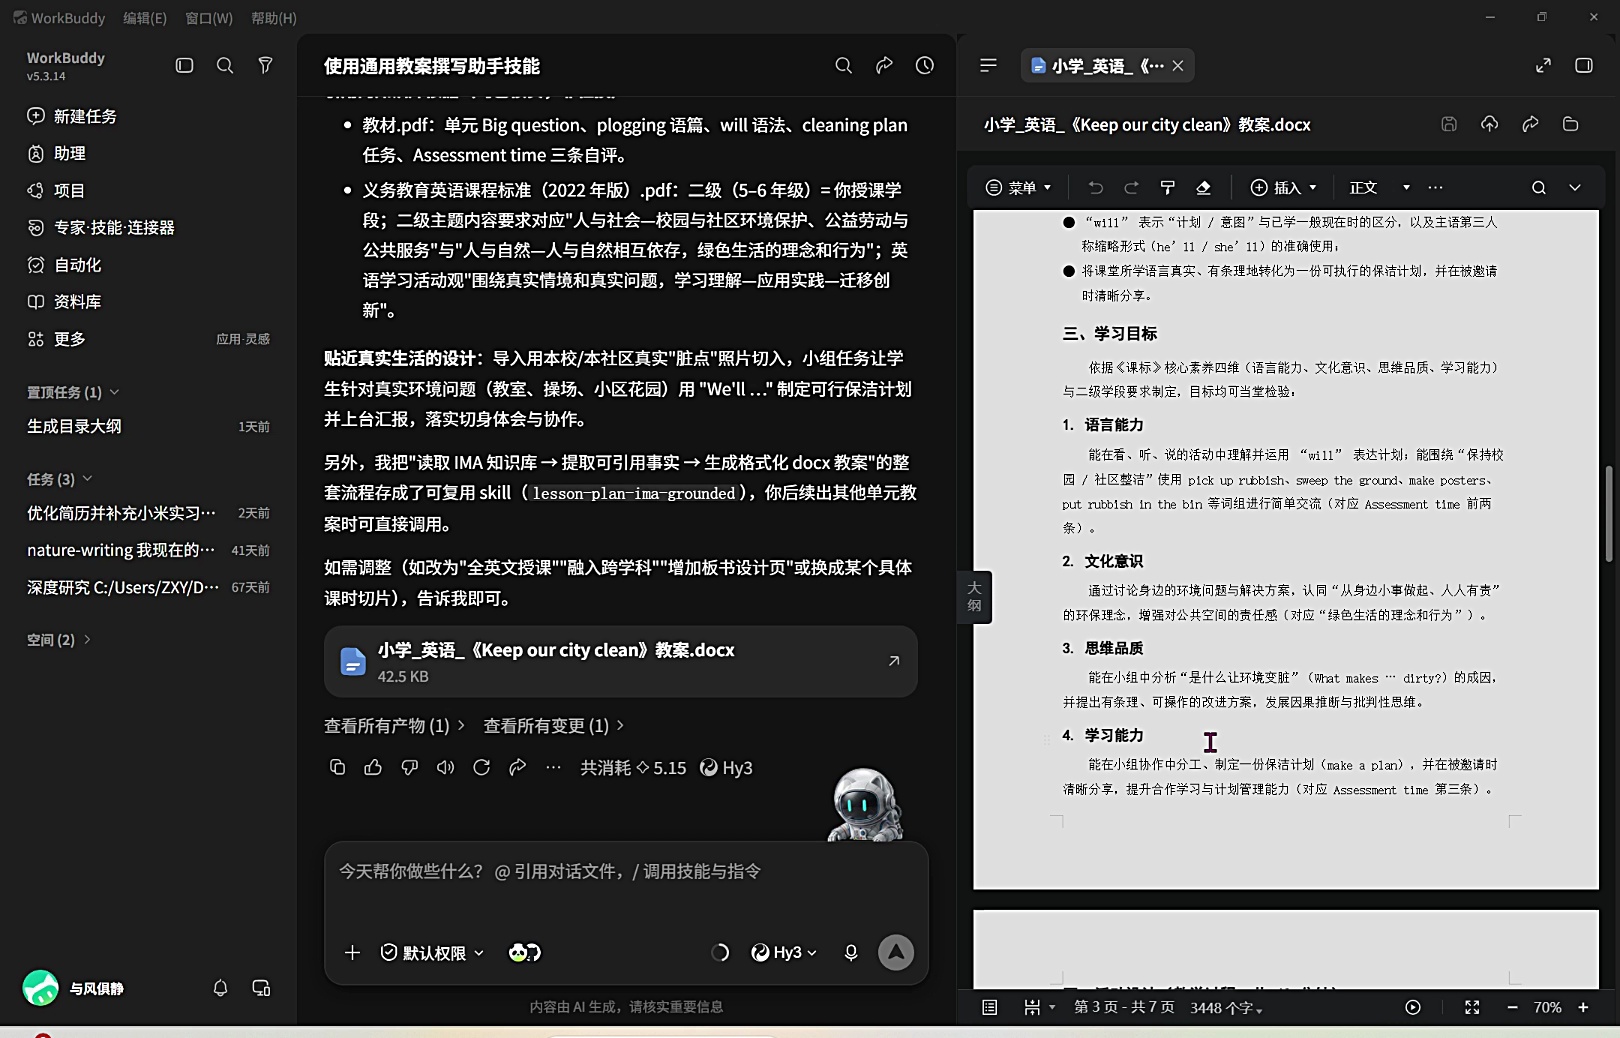 WorkBuddy 编辑(E) 窗口(W) 帮助(H)
WorkBuddy
v5.3.14
新建任务
助理
项目
专家·技能·连接器
自动化
资料库
更多 应用·灵感
置顶任务 (1)
生成目录大纲 1天前
任务 (3)
优化简历并补充小米实习··· 2天前
nature-writing 我现在的··· 41天前
深度研究 C:/Users/ZXY/D··· 67天前
空间 (2)
与风俱静
使用通用教案撰写助手技能
教材.pdf：单元 Big question、plogging 语篇、will 语法、cleaning plan
任务、Assessment time 三条自评。
义务教育英语课程标准（2022 年版）.pdf：二级（5–6 年级）= 你授课学
段；二级主题内容要求对应"人与社会—校园与社区环境保护、公益劳动与
公共服务"与"人与自然—人与自然相互依存，绿色生活的理念和行为"；英
语学习活动观"围绕真实情境和真实问题，学习理解—应用实践—迁移创
新"。
贴近真实生活的设计：导入用本校/本社区真实"脏点"照片切入，小组任务让学
生针对真实环境问题（教室、操场、小区花园）用 "We'll ..." 制定可行保洁计划
并上台汇报，落实切身体会与协作。
另外，我把"读取 IMA 知识库 → 提取可引用事实 → 生成格式化 docx 教案"的整
套流程存成了可复用 skill（ lesson-plan-ima-grounded ），你后续出其他单元教
案时可直接调用。
如需调整（如改为"全英文授课""融入跨学科""增加板书设计页"或换成某个具体
课时切片），告诉我即可。
小学_英语_《Keep our city clean》教案.docx
42.5 KB
查看所有产物 (1) 查看所有变更 (1)
··· 共消耗 5.15 Hy3
今天帮你做些什么？ @ 引用对话文件，/ 调用技能与指令
默认权限 Hy3
内容由 AI 生成，请核实重要信息
小学_英语_《···
小学_英语_《Keep our city clean》教案.docx
菜单 插入 正文 ···
● “will” 表示“计划 / 意图”与已学一般现在时的区分，以及主语第三人
称缩略形式（he’ll / she’ll）的准确使用；
● 将课堂所学语言真实、有条理地转化为一份可执行的保洁计划，并在被邀请
时清晰分享。
三、学习目标
依据《课标》核心素养四维（语言能力、文化意识、思维品质、学习能力）
与二级学段要求制定，目标均可当堂检验：
1. 语言能力
能在看、听、说的活动中理解并运用 “will” 表达计划；能围绕“保持校
园 / 社区整洁”使用 pick up rubbish、sweep the ground、make posters、
put rubbish in the bin 等词组进行简单交流（对应 Assessment time 前两
条）。
2. 文化意识
通过讨论身边的环境问题与解决方案，认同“从身边小事做起、人人有责”
的环保理念，增强对公共空间的责任感（对应“绿色生活的理念和行为”）。
3. 思维品质
能在小组中分析“是什么让环境变脏”（What makes … dirty?）的成因，
并提出有条理、可操作的改进方案，发展因果推断与批判性思维。
4. 学习能力
能在小组协作中分工、制定一份保洁计划（make a plan），并在被邀请时
清晰分享，提升合作学习与计划管理能力（对应 Assessment time 第三条）。
大纲
第 3 页 - 共 7 页 3448 个字 70%